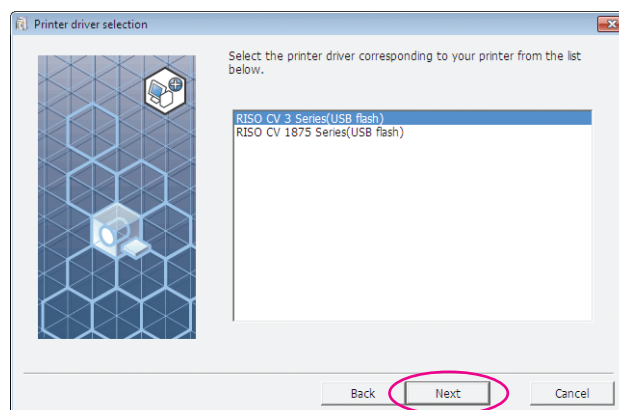 Printer driver selection
Select the printer driver corresponding to your printer from the list
below.
RISO CV 3 Series(USB flash)
RISO CV 1875 Series(USB flash)
Back
Next
Cancel